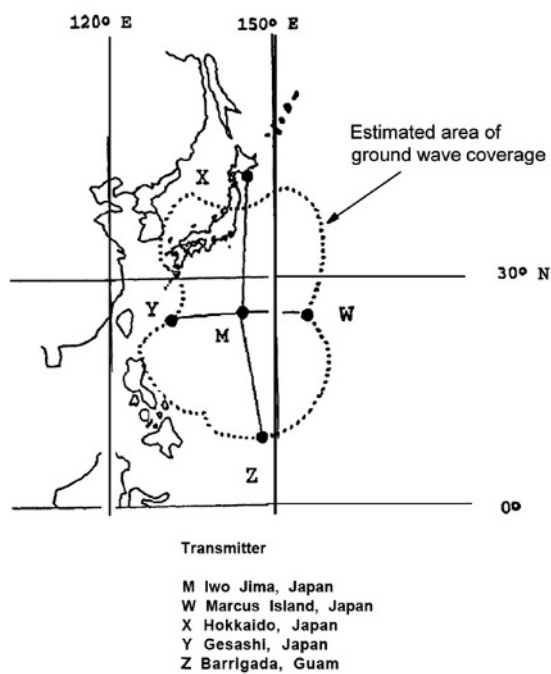 120° E 150° E
Estimated area of
ground wave coverage
X
30° N
Y
W
M
Z
0°
Transmitter
M Iwo Jima, Japan
W Marcus Island, Japan
X Hokkaido, Japan
Y Gesashi, Japan
Z Barrigada, Guam